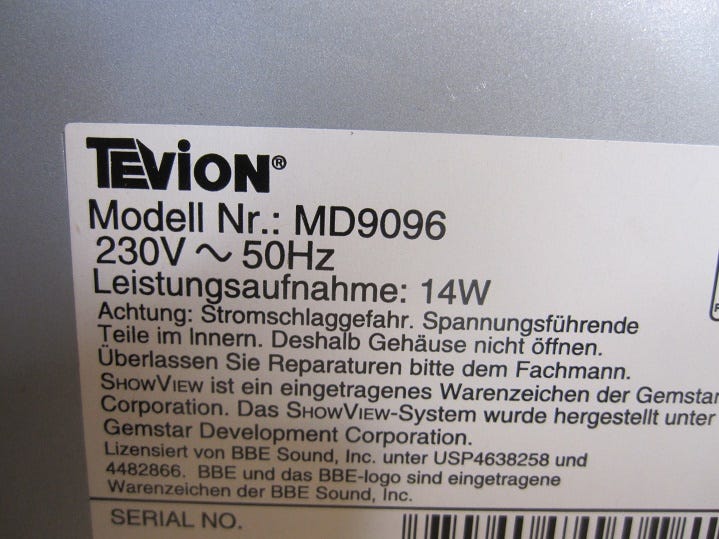 TEViON®
Modell Nr.: MD9096
230V ~ 50Hz
Leistungsaufnahme: 14W
Achtung: Stromschlaggefahr. Spannungsführende
Teile im Innern. Deshalb Gehäuse nicht öffnen.
Überlassen Sie Reparaturen bitte dem Fachmann.
SHOWVIEW ist ein eingetragenes Warenzeichen der Gemstar
Corporation. Das SHOWVIEW-System wurde hergestellt unter
Gemstar Development Corporation.
Lizensiert von BBE Sound, Inc. unter USP4638258 und
4482866. BBE und das BBE-logo sind eingetragene
Warenzeichen der BBE Sound, Inc.
SERIAL NO.